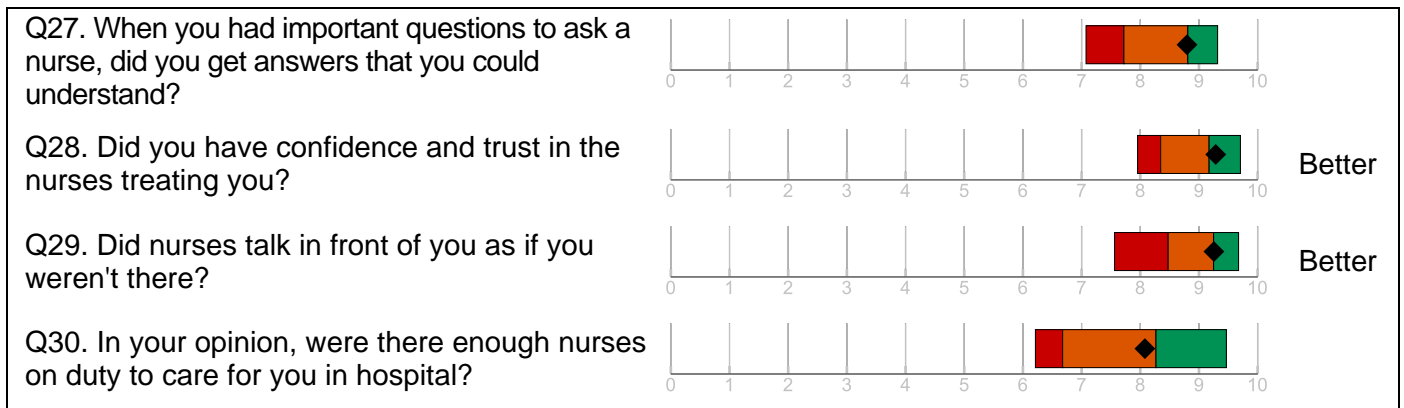 Q27. When you had important questions to ask a
nurse, did you get answers that you could
understand?
0 1 2 3 4 5 6 7 8 9 10
Q28. Did you have confidence and trust in the
nurses treating you?
Better
0 1 2 3 4 5 6 7 8 9 10
Q29. Did nurses talk in front of you as if you
weren't there?
Better
0 1 2 3 4 5 6 7 8 9 10
Q30. In your opinion, were there enough nurses
on duty to care for you in hospital?
0 1 2 3 4 5 6 7 8 9 10